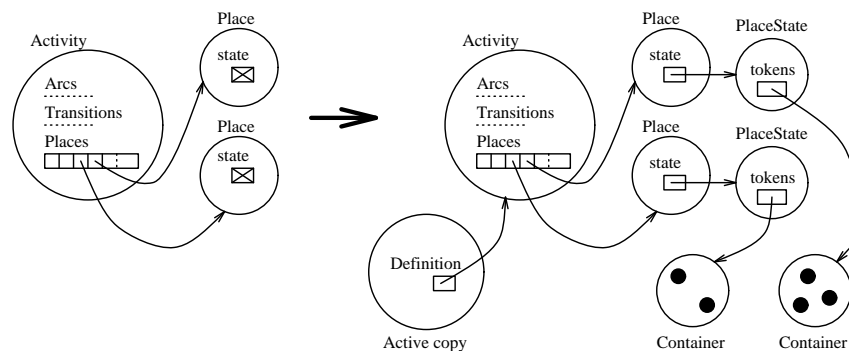 Place
Activity
state
Arcs
Transitions
Places
Place
state
Place
PlaceState
Activity
state
tokens
Arcs
Transitions
Places
Place
PlaceState
state
tokens
Definition
Active copy
Container
Container